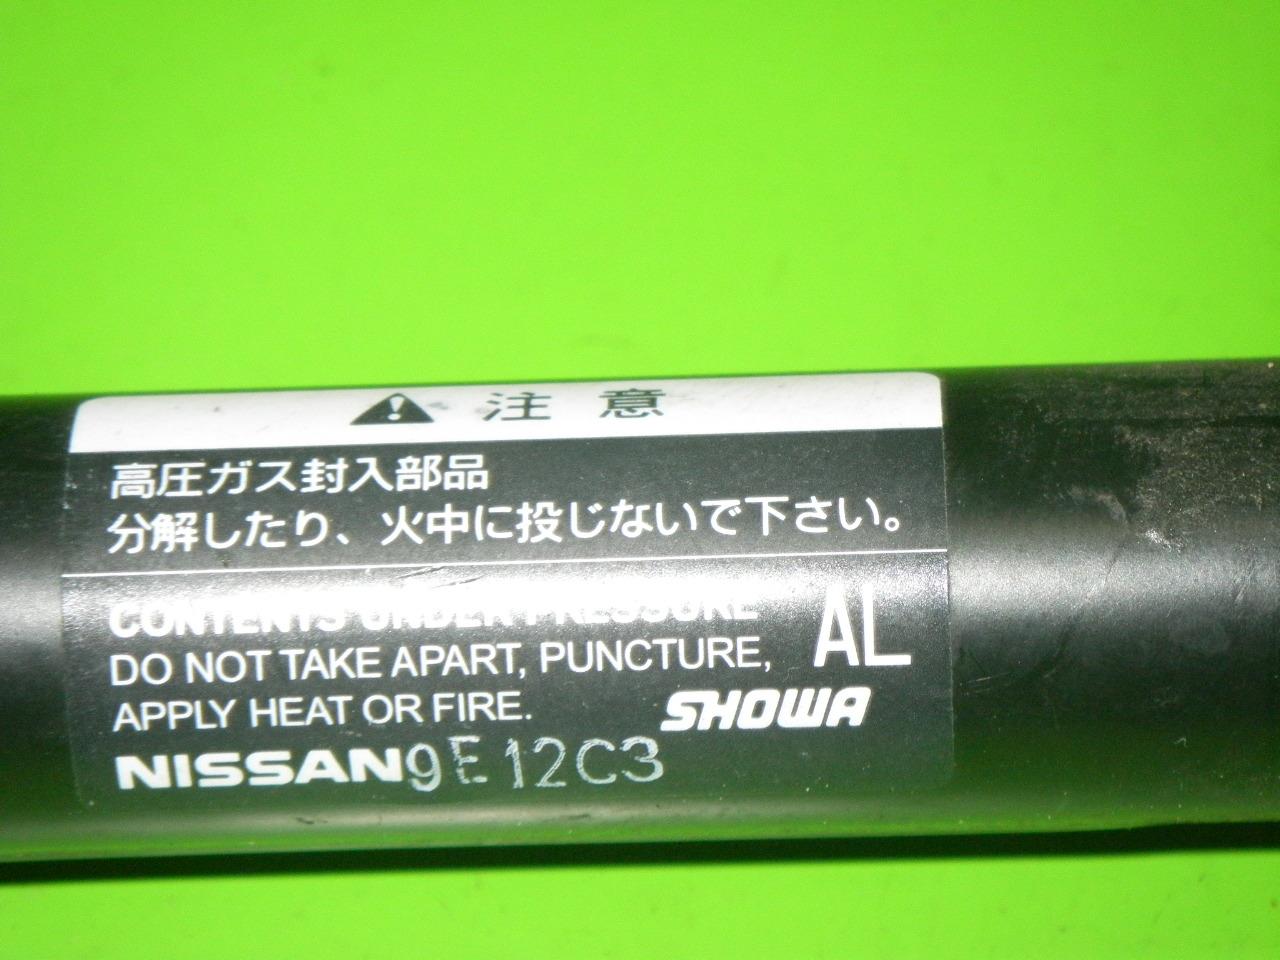 注意
高圧ガス封入部品
分解したり、火中に投じないで下さい。
CONTENTS UNDER PRESSURE
DO NOT TAKE APART, PUNCTURE,
APPLY HEAT OR FIRE.
AL
SHOWA
NISSAN 9E12C3